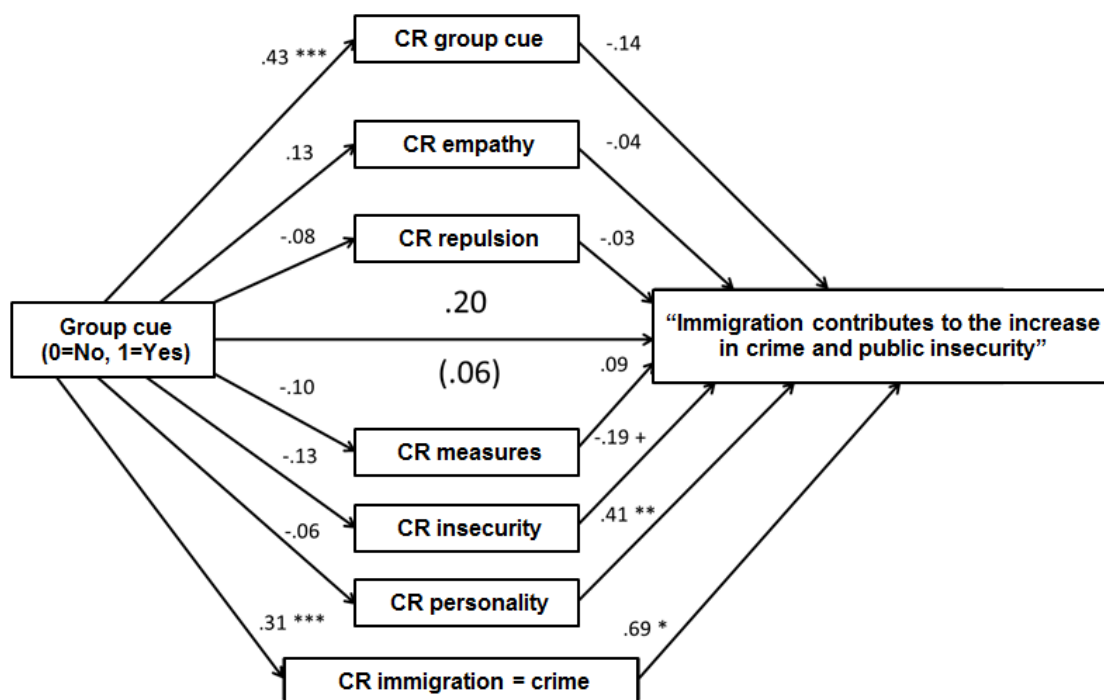 CR group cue
.43 ***
-.14
CR empathy
.13
-.04
CR repulsion
-.08
-.03
Group cue
(0=No, 1=Yes)
.20
(.06)
“Immigration contributes to the increase
in crime and public insecurity”
.09
-.10
CR measures
-.19 +
-.13
CR insecurity
.41 **
-.06
CR personality
.31 ***
.69 *
CR immigration = crime